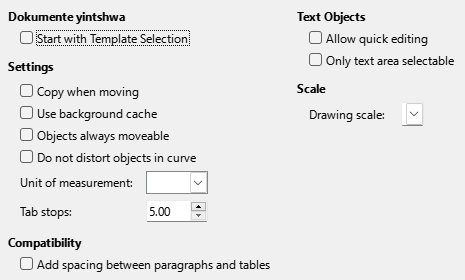 Dokumente yintshwa
Start with Template Selection
Settings
Copy when moving
Use background cache
Objects always moveable
Do not distort objects in curve
Unit of measurement:
Tab stops: 5.00
Compatibility
Add spacing between paragraphs and tables
Text Objects
Allow quick editing
Only text area selectable
Scale
Drawing scale: